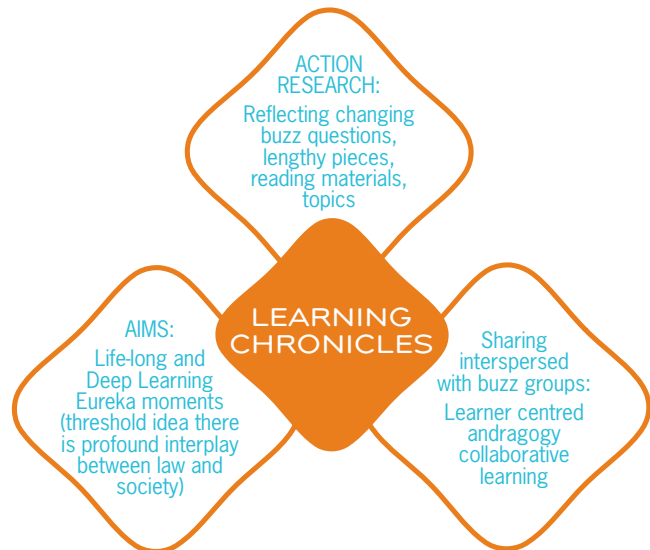 ACTION
RESEARCH:
Reflecting changing
buzz questions,
lengthy pieces,
reading materials,
topics
LEARNING
CHRONICLES
AIMS:
Life-long and
Deep Learning
Eureka moments
(threshold idea there
is profound interplay
between law and
society)
Sharing
interspersed
with buzz groups:
Learner centred
andragogy
collaborative
learning